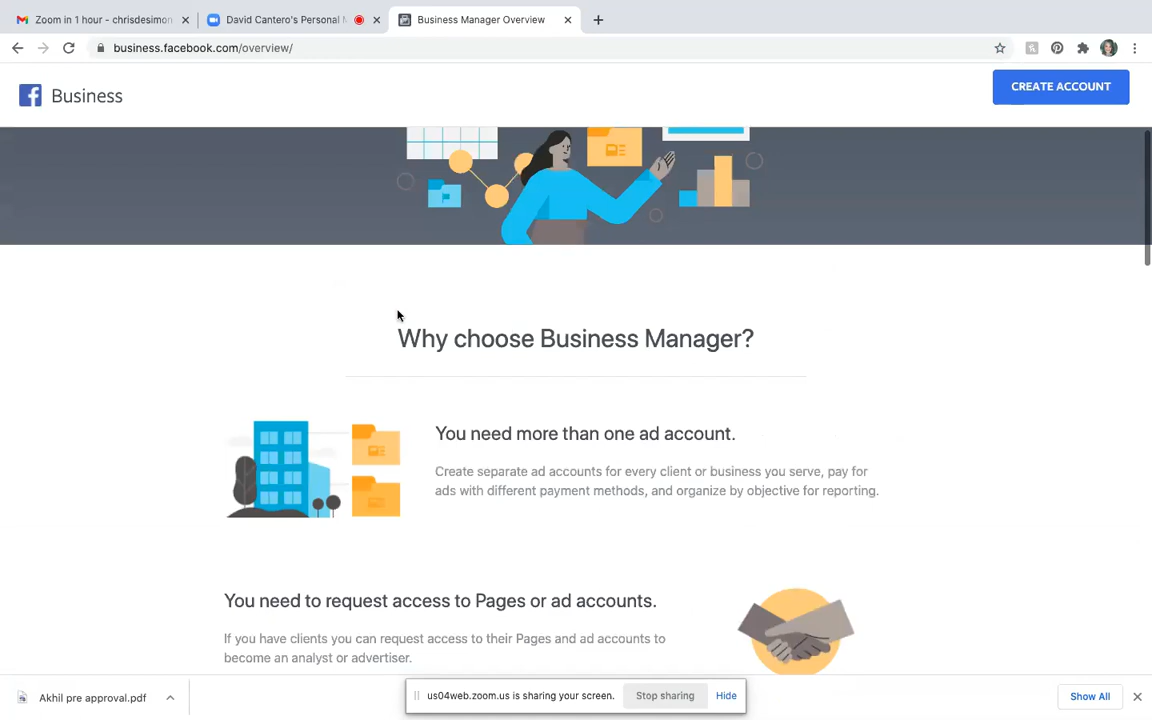 Zoom in 1 hour - chrisdesimon
David Cantero's Personal M
Business Manager Overview
business.facebook.com/overview/
Business
CREATE ACCOUNT
Why choose Business Manager?
You need more than one ad account.
Create separate ad accounts for every client or business you serve, pay for
ads with different payment methods, and organize by objective for reporting.
You need to request access to Pages or ad accounts.
If you have clients you can request access to their Pages and ad accounts to
become an analyst or advertiser.
Akhil pre approval.pdf
us04web.zoom.us is sharing your screen.
Stop sharing
Hide
Show All